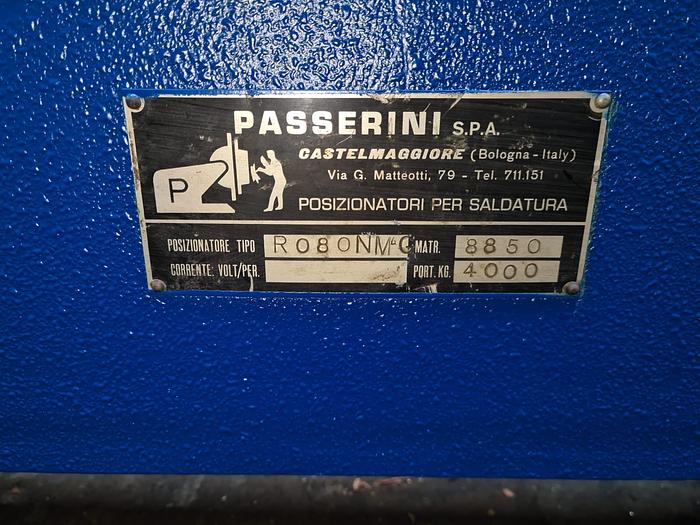 PASSERINI S.P.A.
CASTELMAGGIORE (Bologna - Italy)
Via G. Matteotti, 79 - Tel. 711.151
P
POSIZIONATORI PER SALDATURA
POSIZIONATORE TIPO R080NM-C MATR. 8850
CORRENTE: VOLT/PER. PORT. KG. 4000